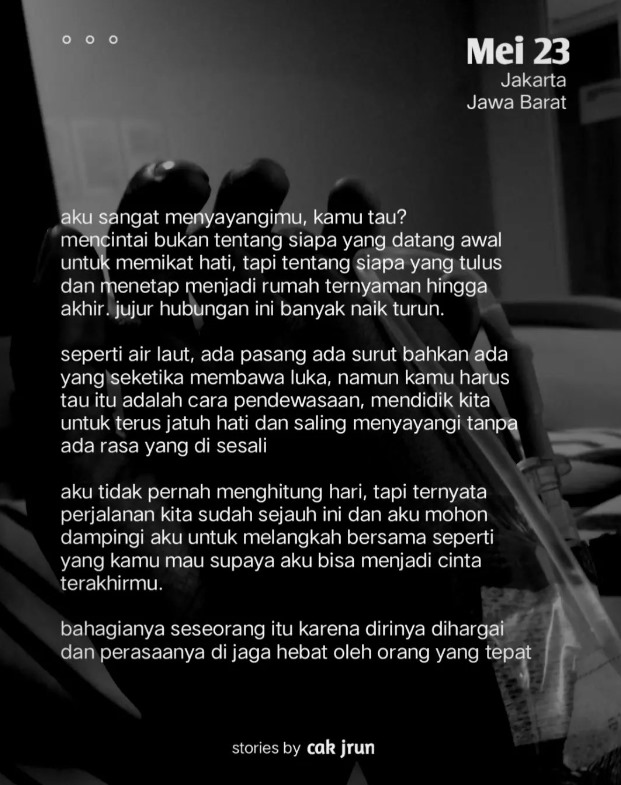 Mei 23
Jakarta
Jawa Barat
aku sangat menyayangimu, kamu tau?
mencintai bukan tentang siapa yang datang awal
untuk memikat hati, tapi tentang siapa yang tulus
dan menetap menjadi rumah ternyaman hingga
akhir. jujur hubungan ini banyak naik turun.
seperti air laut, ada pasang ada surut bahkan ada
yang seketika membawa luka, namun kamu harus
tau itu adalah cara pendewasaan, mendidik kita
untuk terus jatuh hati dan saling menyayangi tanpa
ada rasa yang di sesali
aku tidak pernah menghitung hari, tapi ternyata
perjalanan kita sudah sejauh ini dan aku mohon
dampingi aku untuk melangkah bersama seperti
yang kamu mau supaya aku bisa menjadi cinta
terakhirmu.
bahagianya seseorang itu karena dirinya dihargai
dan perasaanya di jaga hebat oleh orang yang tepat
stories by cak jrun